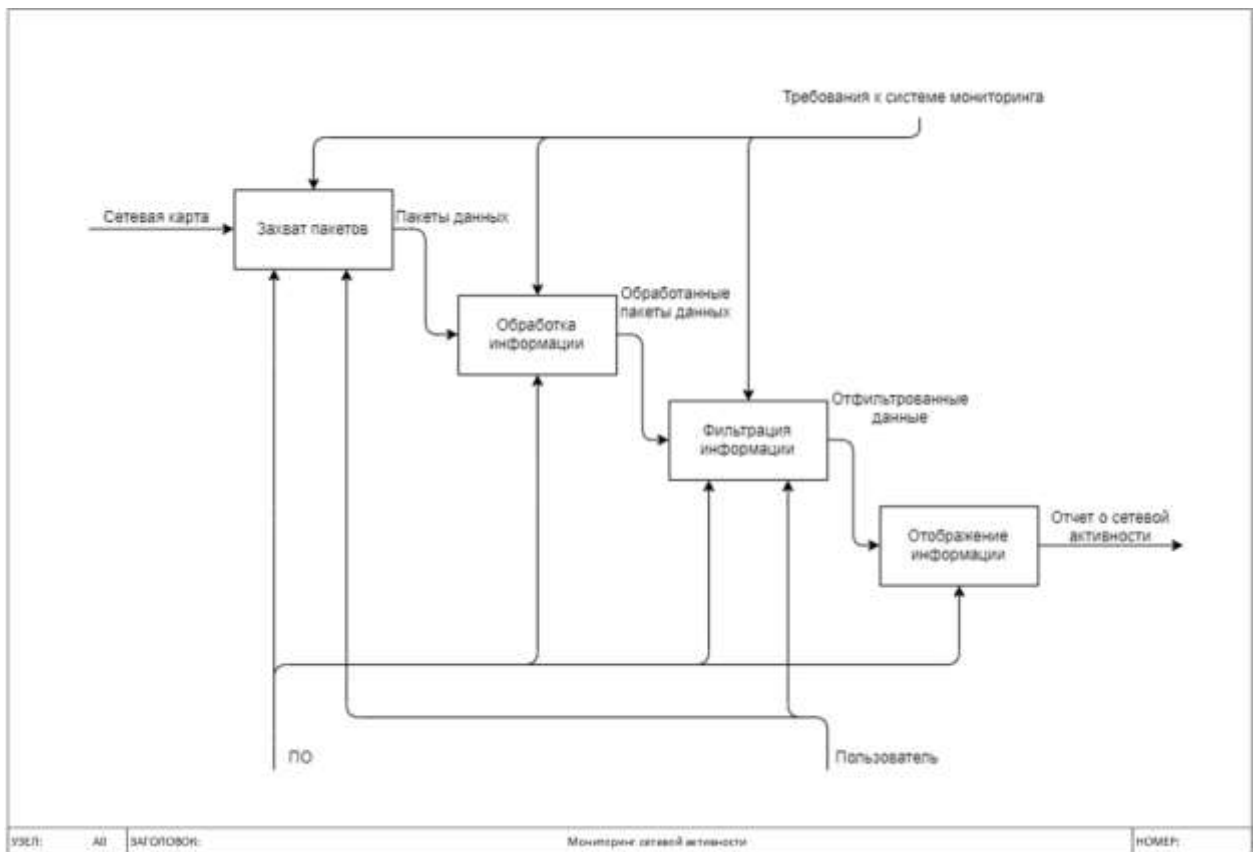 Требования к системе мониторинга
Сетевая карта
Захват пакетов
Пакеты данных
Обработка
информации
Обработанные
пакеты данных
Фильтрация
информации
Отфильтрованные
данные
Отображение
информации
Отчет о сетевой
активности
ПО
Пользователь
УЗЕЛ: A0 ЗАГОЛОВОК: Мониторинг сетевой активности НОМЕР: